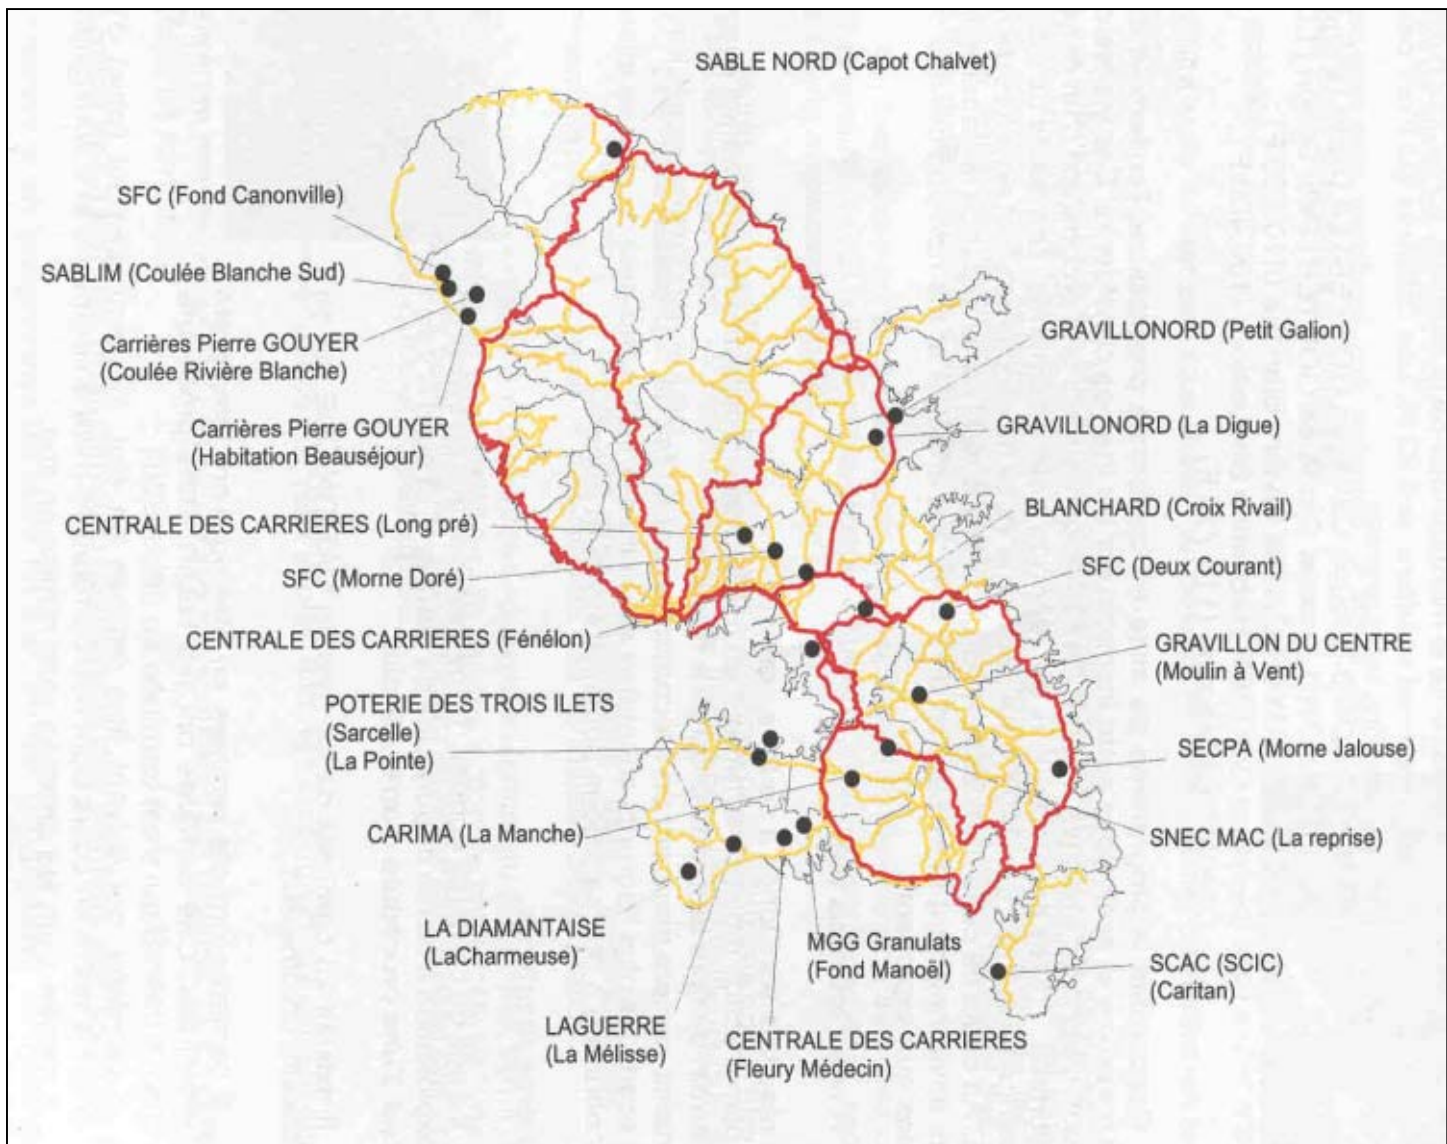 SABLE NORD (Capot Chalvet)
SFC (Fond Canonville)
SABLIM (Coulée Blanche Sud)
Carrières Pierre GOUYER
(Coulée Rivière Blanche)
Carrières Pierre GOUYER
(Habitation Beauséjour)
CENTRALE DES CARRIERES (Long pré)
SFC (Morne Doré)
CENTRALE DES CARRIERES (Fénélon)
POTERIE DES TROIS ILETS
(Sarcelle)
(La Pointe)
CARIMA (La Manche)
LA DIAMANTAISE
(LaCharmeuse)
LAGUERRE
(La Mélisse)
CENTRALE DES CARRIERES
(Fleury Médecin)
MGG Granulats
(Fond Manoël)
GRAVILLONORD (Petit Galion)
GRAVILLONORD (La Digue)
BLANCHARD (Croix Rivail)
SFC (Deux Courant)
GRAVILLON DU CENTRE
(Moulin à Vent)
SECPA (Morne Jalouse)
SNEC MAC (La reprise)
SCAC (SCIC)
(Caritan)